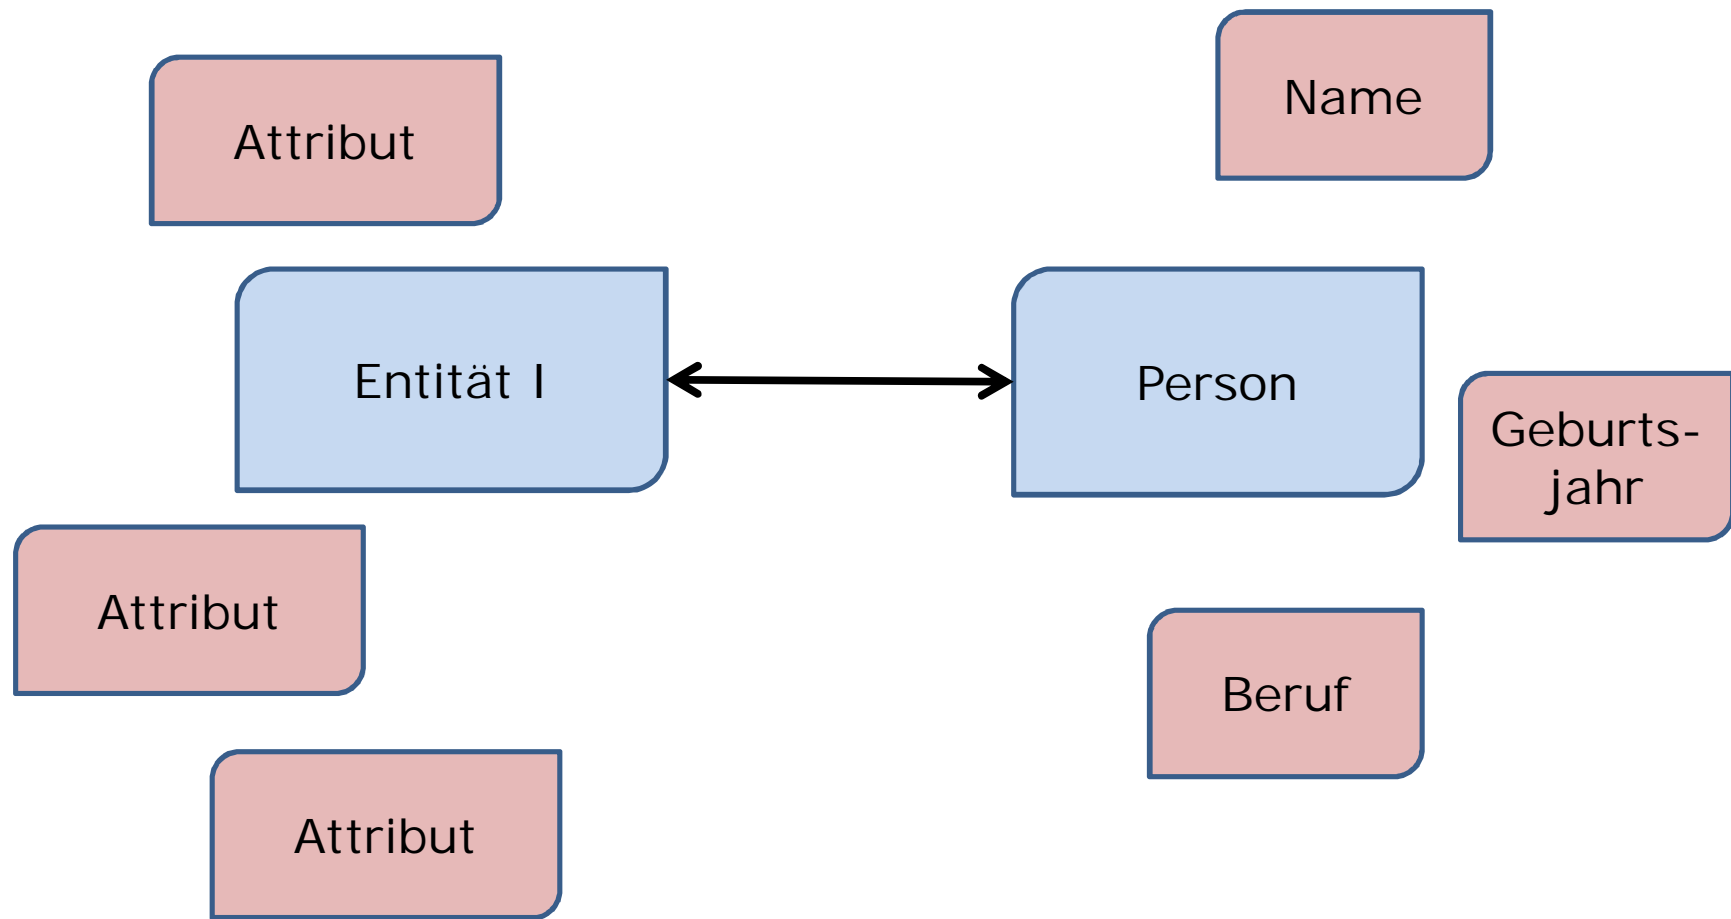 Attribut
Name
Entität I
Person
Geburts-
jahr
Attribut
Beruf
Attribut